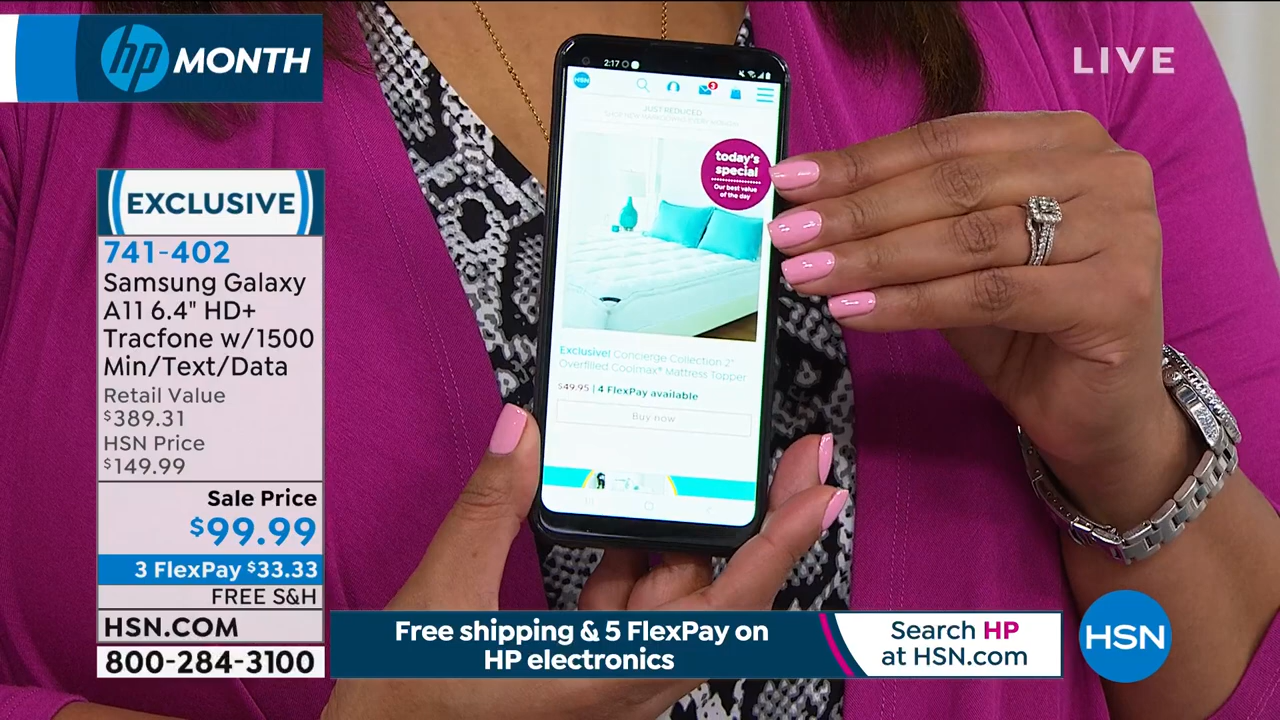 hp MONTH
LIVE
EXCLUSIVE
741-402
Samsung Galaxy
A11 6.4" HD+
Tracfone w/1500
Min/Text/Data
Retail Value
$389.31
HSN Price
$149.99
Sale Price
$99.99
3 FlexPay $33.33
FREE S&H
HSN.COM
800-284-3100
2:17
HSN
3
JUST REDUCED
today's
special
Our best value
of the day
Exclusive! Concierge Collection 2"
Overfilled Coolmax® Mattress Topper
$49.95 | 4 FlexPay available
Buy now
Free shipping & 5 FlexPay on
HP electronics
Search HP
at HSN.com
HSN